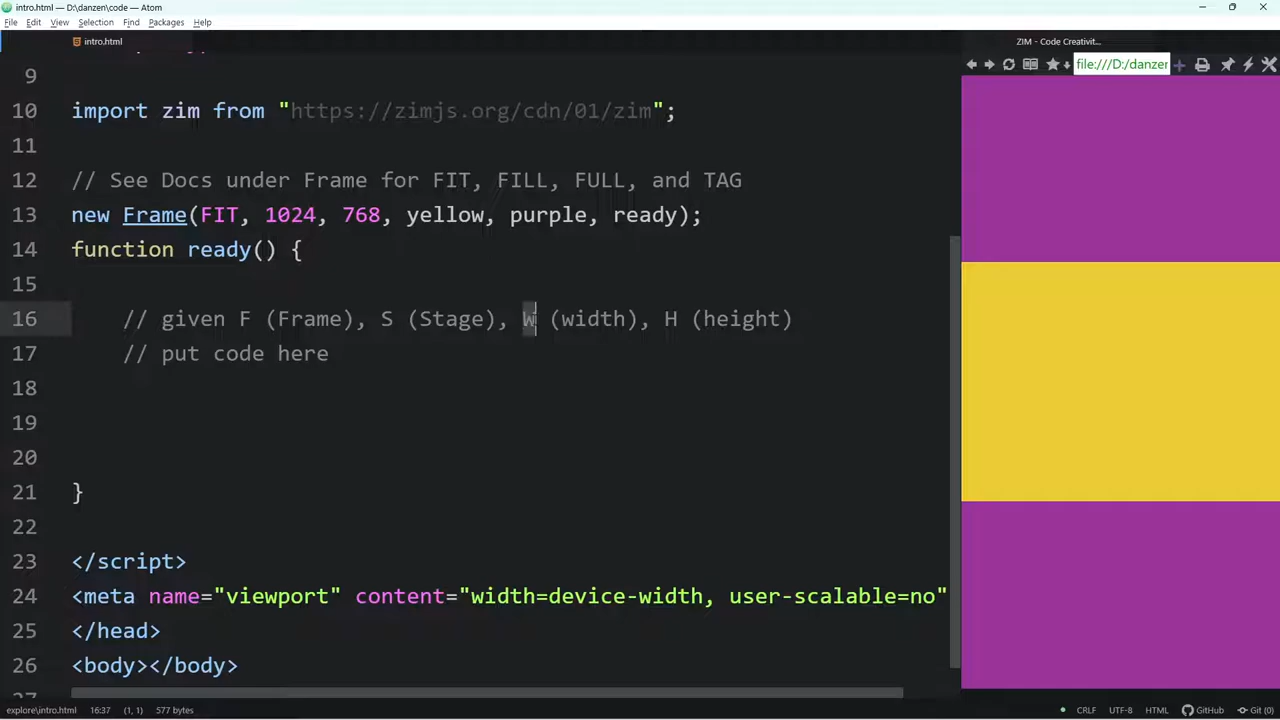 intro.html — D:\danzen\code — Atom
File Edit View Selection Find Packages Help
intro.html
ZIM - Code Creativit...
file:///D:/danzer
9
10 import zim from "https://zimjs.org/cdn/01/zim";
11
12 // See Docs under Frame for FIT, FILL, FULL, and TAG
13 new Frame(FIT, 1024, 768, yellow, purple, ready);
14 function ready() {
15
16 // given F (Frame), S (Stage), W (width), H (height)
17 // put code here
18
19
20
21 }
22
23 </script>
24 <meta name="viewport" content="width=device-width, user-scalable=no"
25 </head>
26 <body></body>
explore\intro.html 16:37 (1, 1) 577 bytes CRLF UTF-8 HTML GitHub Git (0)